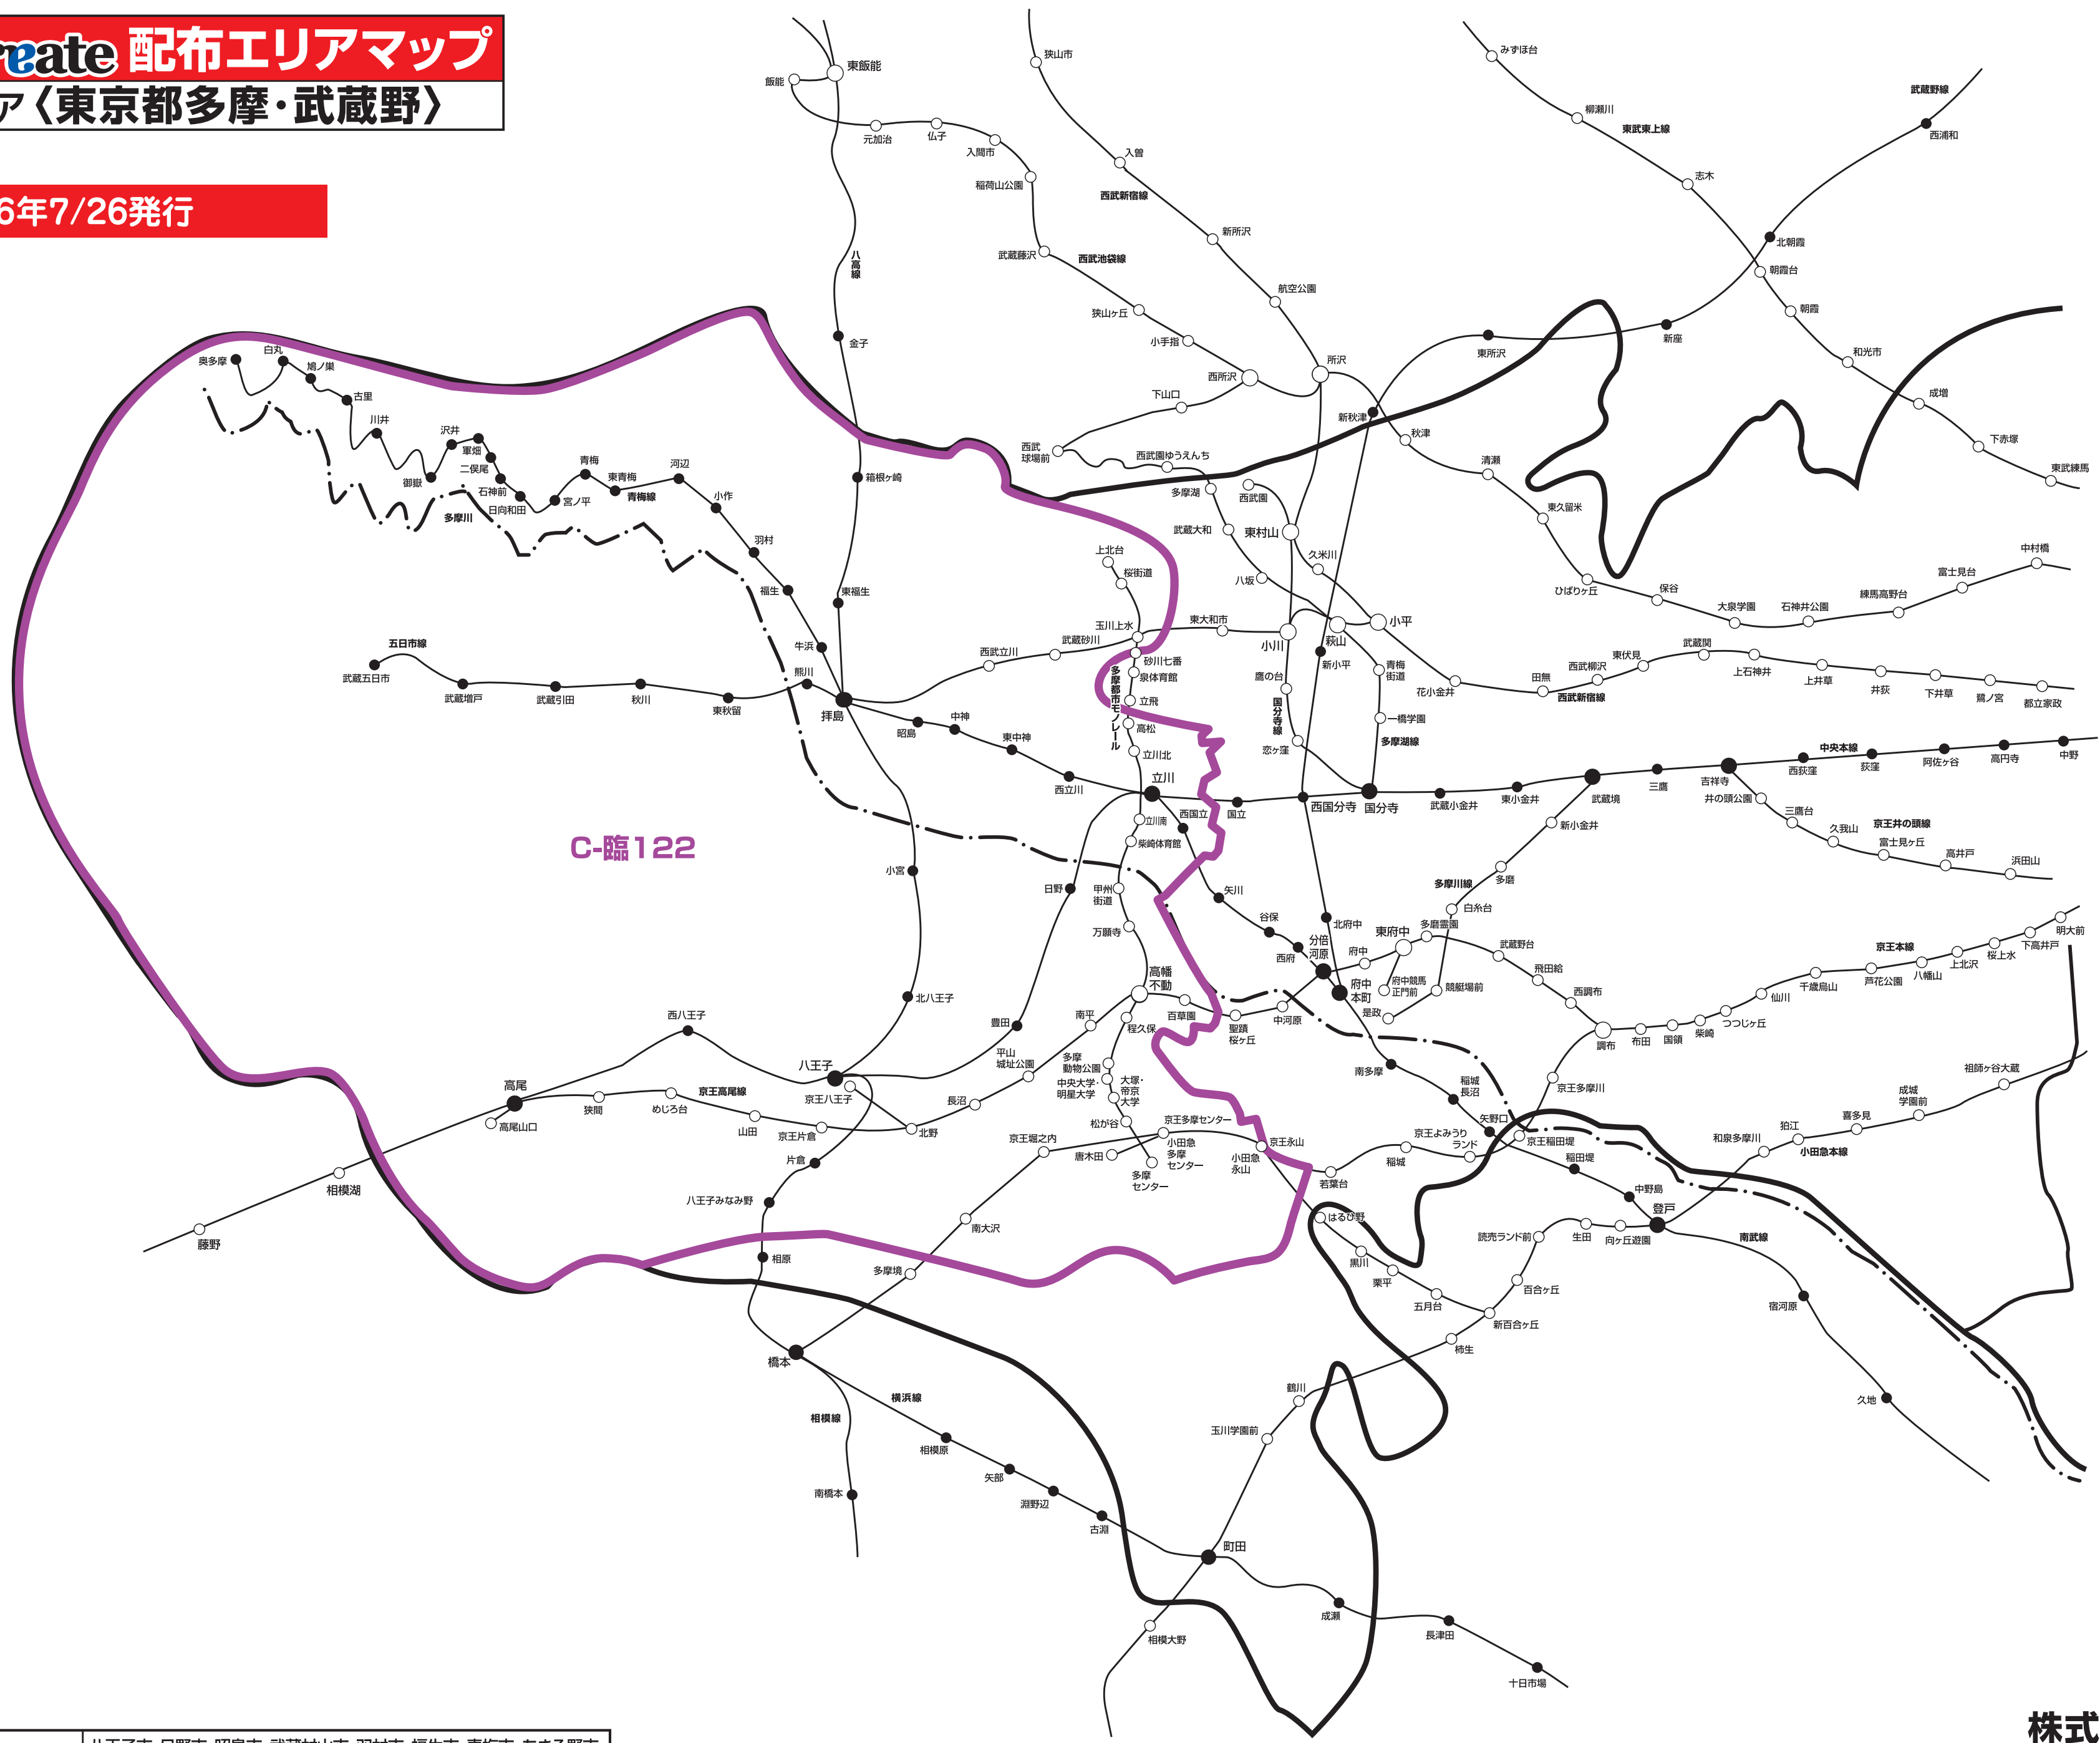 reate 配布エリアマップ
ア〈東京都多摩・武蔵野〉
6年7/26発行
C-臨122
東飯能
飯能
元加治
仏子
入間市
稲荷山公園
武蔵藤沢
西武池袋線
狭山ヶ丘
小手指
西所沢
下山口
西武
球場前
西武園ゆうえんち
狭山市
入曽
西武新宿線
新所沢
航空公園
所沢
みずほ台
柳瀬川
東武東上線
志木
武蔵野線
西浦和
北朝霞
朝霞台
朝霞
和光市
成増
下赤塚
東武練馬
新座
東所沢
新秋津
秋津
清瀬
東久留米
ひばりヶ丘
保谷
大泉学園
石神井公園
練馬高野台
富士見台
中村橋
八高線
金子
箱根ヶ崎
東福生
奥多摩
白丸
鳩ノ巣
古里
川井
御嶽
沢井
軍畑
二俣尾
石神前
日向和田
宮ノ平
青梅
東青梅
青梅線
河辺
小作
羽村
福生
牛浜
多摩川
多摩湖
西武園
武蔵大和
東村山
久米川
八坂
上北台
桜街道
玉川上水
東大和市
小川
萩山
小平
新小平
青梅
街道
鷹の台
国分寺線
一橋学園
恋ヶ窪
多摩湖線
花小金井
田無
西武新宿線
西武柳沢
東伏見
武蔵関
上石神井
上井草
井荻
下井草
鷺ノ宮
都立家政
五日市線
武蔵五日市
武蔵増戸
武蔵引田
秋川
東秋留
熊川
拝島
西武立川
武蔵砂川
砂川七番
泉体育館
立飛
高松
立川北
多摩都市モノレール
昭島
中神
東中神
西立川
立川
立川南
柴崎体育館
西国立
国立
西国分寺
国分寺
武蔵小金井
東小金井
武蔵境
三鷹
吉祥寺
西荻窪
中央本線
荻窪
阿佐ヶ谷
高円寺
中野
井の頭公園
三鷹台
久我山
京王井の頭線
富士見ヶ丘
高井戸
浜田山
新小金井
多磨
多摩川線
白糸台
競艇場前
是政
小宮
北八王子
日野
豊田
甲州
街道
万願寺
高幡
不動
百草園
聖蹟
桜ヶ丘
中河原
矢川
谷保
西府
分倍
河原
北府中
府中
府中
本町
東府中
府中競馬
正門前
多磨霊園
武蔵野台
飛田給
西調布
調布
布田
国領
柴崎
つつじヶ丘
仙川
千歳烏山
芦花公園
京王本線
八幡山
上北沢
桜上水
下高井戸
明大前
南平
平山
城址公園
長沼
北野
程久保
多摩
動物公園
中央大学・
明星大学
大塚・
帝京
大学
松が谷
多摩
センター
西八王子
八王子
京王八王子
高尾
高尾山口
狭間
めじろ台
京王高尾線
山田
京王片倉
片倉
八王子みなみ野
相原
相模湖
藤野
橋本
多摩境
南大沢
京王堀之内
唐木田
京王多摩センター
小田急
多摩
センター
京王永山
小田急
永山
若葉台
稲城
京王よみうり
ランド
京王稲田堤
京王多摩川
南多摩
稲城
長沼
矢野口
稲田堤
中野島
登戸
南武線
宿河原
久地
和泉多摩川
狛江
小田急本線
喜多見
成城
学園前
祖師ヶ谷大蔵
はるひ野
黒川
栗平
五月台
新百合ヶ丘
百合ヶ丘
読売ランド前
生田
向ヶ丘遊園
柿生
鶴川
玉川学園前
町田
相模大野
横浜線
相模線
南橋本
相模原
矢部
淵野辺
古淵
成瀬
長津田
十日市場
株式